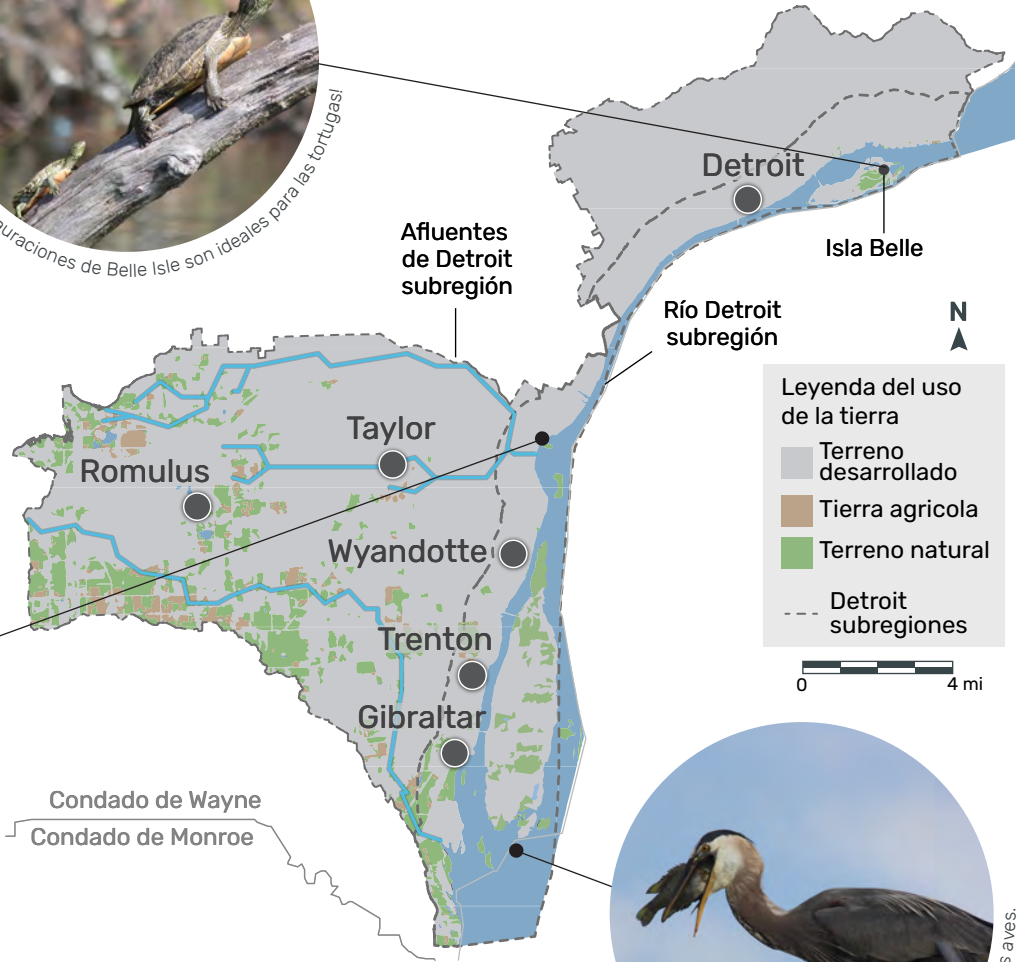 de Belle Isle son ideales para las tortugas!
Detroit
Isla Belle
Afluentes
de Detroit
subregión
Río Detroit
subregión
N
Leyenda del uso
de la tierra
Terreno
desarrollado
Tierra agricola
Terreno natural
Detroit
subregiones
0
4 mi
Taylor
Romulus
Wyandotte
Trenton
Gibraltar
Condado de Wayne
Condado de Monroe
aves.